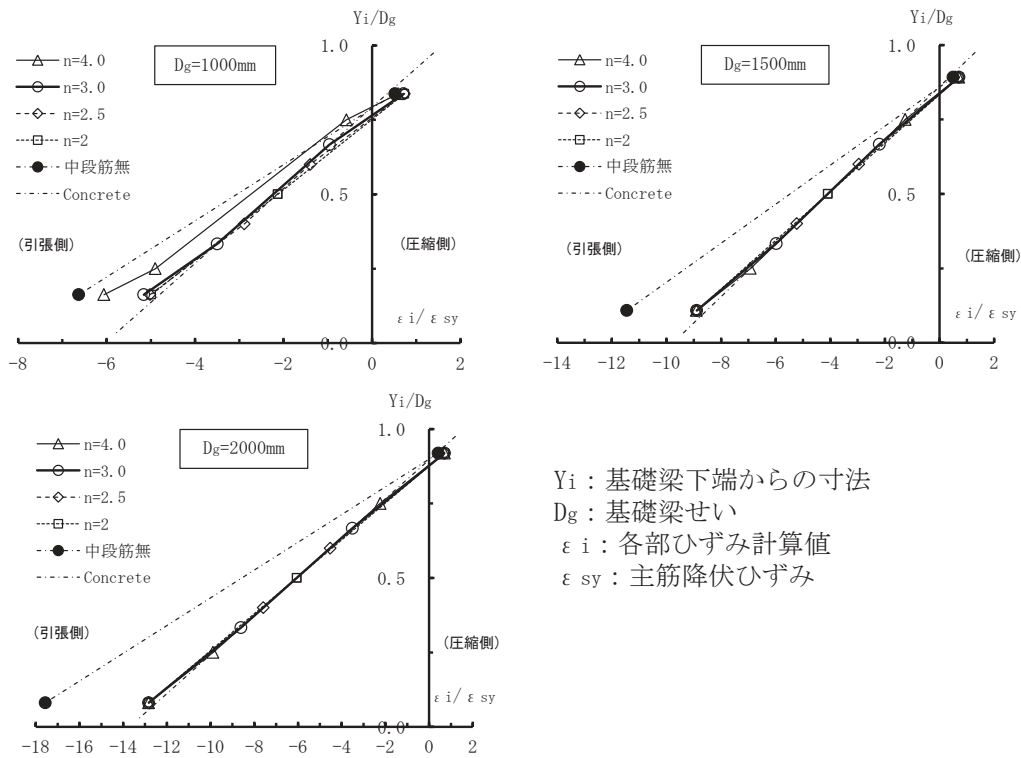 Yi/Dg
1.0
n=4.0
n=3.0
n=2.5
n=2
中段筋無
Concrete
Dg=1000mm
0.5
(引張側)
(圧縮側)
εi/εsy
0.0
-8 -6 -4 -2 0 2
Yi/Dg
1.0
n=4.0
n=3.0
n=2.5
n=2
中段筋無
Concrete
Dg=1500mm
0.5
(引張側)
(圧縮側)
εi/εsy
0.0
-14 -12 -10 -8 -6 -4 -2 0 2
Yi/Dg
1.0
n=4.0
n=3.0
n=2.5
n=2
中段筋無
Concrete
Dg=2000mm
0.5
(引張側)
(圧縮側)
εi/εsy
0.0
-18 -16 -14 -12 -10 -8 -6 -4 -2 0 2
Yi:基礎梁下端からの寸法
Dg:基礎梁せい
εi:各部ひずみ計算値
εsy:主筋降伏ひずみ